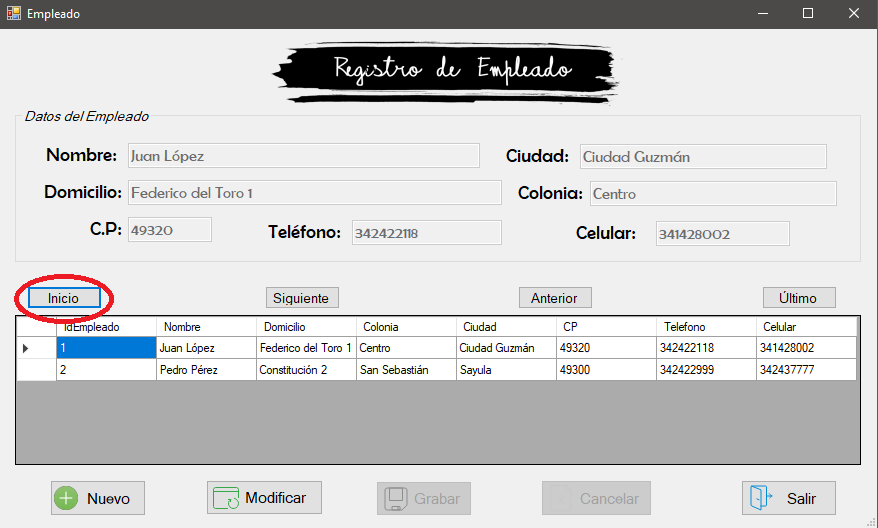 Empleado
Registro de Empleado
Datos del Empleado
Nombre: Juan López Ciudad: Ciudad Guzmán
Domicilio: Federico del Toro 1 Colonia: Centro
C.P: 49320 Teléfono: 342422118 Celular: 341428002
Inicio Siguiente Anterior Último
IdEmpleado Nombre Domicilio Colonia Ciudad CP Telefono Celular
1 Juan López Federico del Toro 1 Centro Ciudad Guzmán 49320 342422118 341428002
2 Pedro Pérez Constitución 2 San Sebastián Sayula 49300 342422999 342437777
Nuevo Modificar Grabar Cancelar Salir